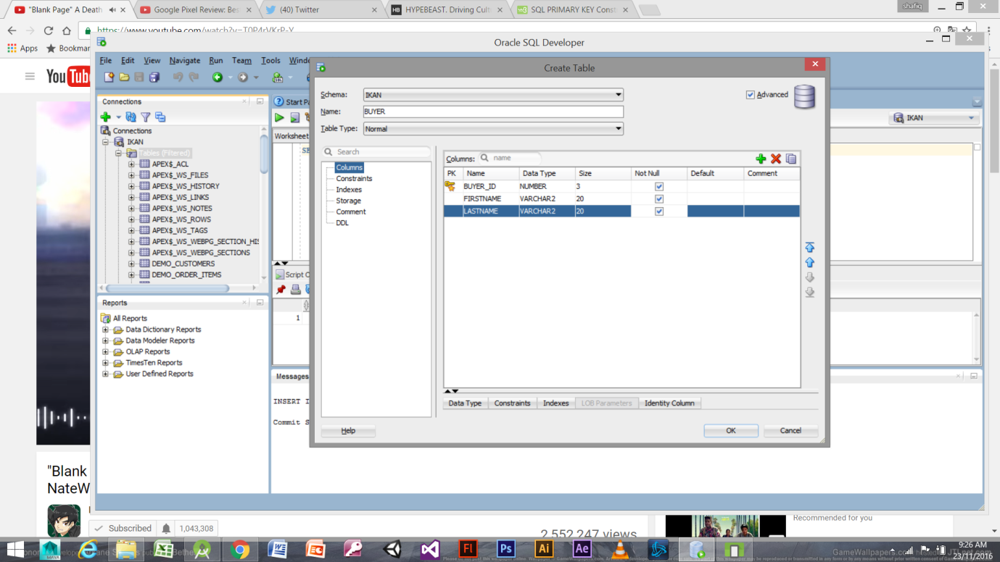 "Blank Page" A Death
Google Pixel Review: Bes
(40) Twitter
HYPEBEAST. Driving Cult
SQL PRIMARY KEY Const
shafiq
https://www.youtube.com/watch?v=T0P4rVKrP-Y
Apps
Bookmar
YouTub
Oracle SQL Developer
File Edit View Navigate Run Team Tools Windo
Create Table
Connections
Connections
IKAN
Tables (Filtered)
APEX$_ACL
APEX$_WS_FILES
APEX$_WS_HISTORY
APEX$_WS_LINKS
APEX$_WS_NOTES
APEX$_WS_ROWS
APEX$_WS_TAGS
APEX$_WS_WEBPG_SECTION_HIS
APEX$_WS_WEBPG_SECTIONS
DEMO_CUSTOMERS
DEMO_ORDER_ITEMS
Reports
All Reports
Data Dictionary Reports
Data Modeler Reports
OLAP Reports
TimesTen Reports
User Defined Reports
Start Pa
Worksheet
SE
IKAN
Script O
1
Messages
INSERT I
Commit S
Schema: IKAN
Advanced
Name: BUYER
Table Type: Normal
Search
Columns
Constraints
Indexes
Storage
Comment
DDL
Columns: name
PK Name Data Type Size Not Null Default Comment
BUYER_ID NUMBER 3
FIRSTNAME VARCHAR2 20
LASTNAME VARCHAR2 20
Data Type Constraints Indexes LOB Parameters Identity Column
Help
OK
Cancel
"Blank
NateW
Subscribed
1,043,308
2,552,247 views
Recommended for you
MAYA
Fl
Ps
Ai
Ae
GameWallpapers.com
9:26 AM
23/11/2016